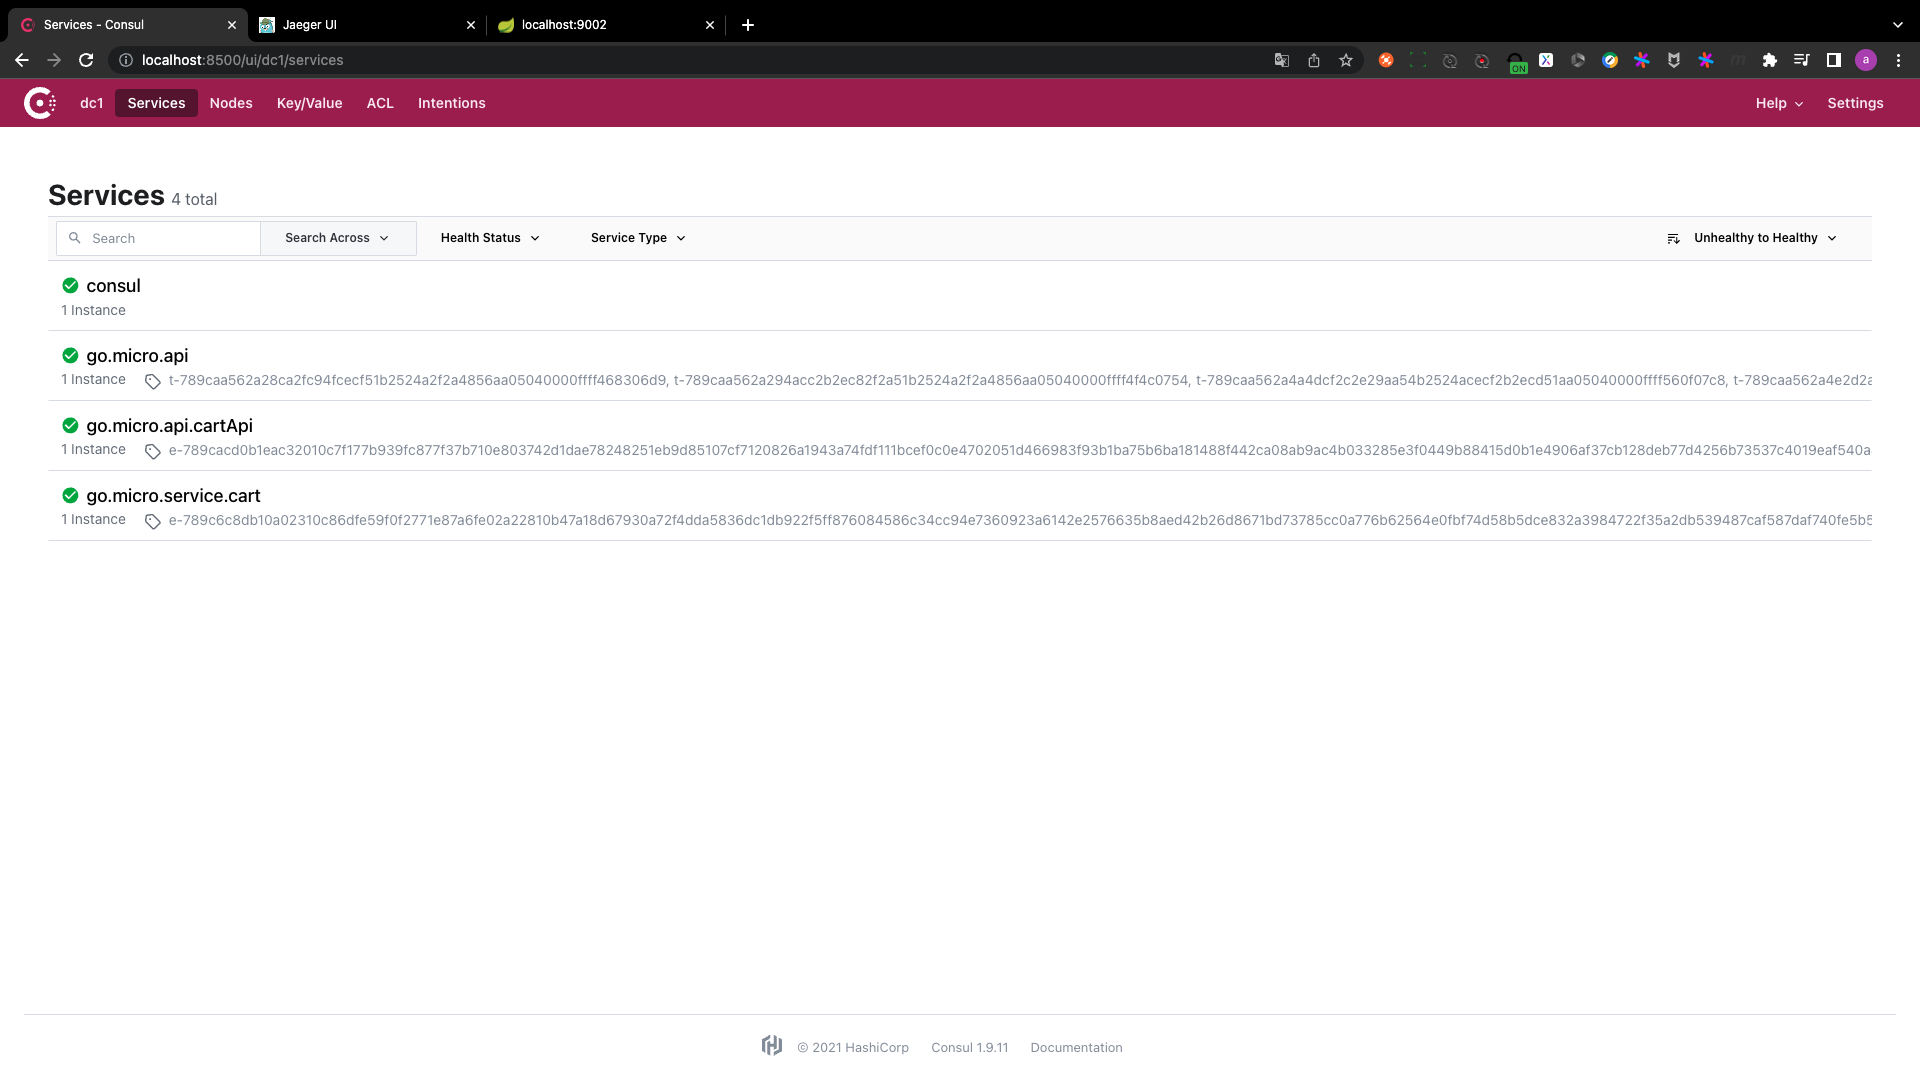 Services - Consul
Jaeger UI
localhost:9002
localhost:8500/ui/dc1/services
ON
a
dc1 Services Nodes Key/Value ACL Intentions Help Settings
Services 4 total
Search Search Across Health Status Service Type Unhealthy to Healthy
consul
1 Instance
go.micro.api
1 Instance t-789caa562a28ca2fc94fcecf51b2524a2f2a4856aa05040000ffff468306d9, t-789caa562a294acc2b2ec82f2a51b2524a2f2a4856aa05040000ffff4f4c0754, t-789caa562a4a4dcf2c2e29aa54b2524acecf2b2ecd51aa05040000ffff560f07c8, t-789caa562a4e2d2a
go.micro.api.cartApi
1 Instance e-789cacd0b1eac32010c7f177b939fc877f37b710e803742d1dae78248251eb9d85107cf7120826a1943a74fdf111bcef0c0e4702051d466983f93b1ba75b6ba181488f442ca08ab9ac4b033285e3f0449b88415d0b1e4906af37cb128deb77d4256b73537c4019eaf540a
go.micro.service.cart
1 Instance e-789c6c8db10a02310c86dfe59f0f2771e87a6fe02a22810b47a18d67930a72f4dda5836dc1db922f5ff876084586c34cc94e7360923a6142e2576635b8aed42b26d8671bd73785cc0a776b62564e0fbf74d58b5dce832a3984722f35a2db539487caf587daf740fe5b5
© 2021 HashiCorp Consul 1.9.11 Documentation